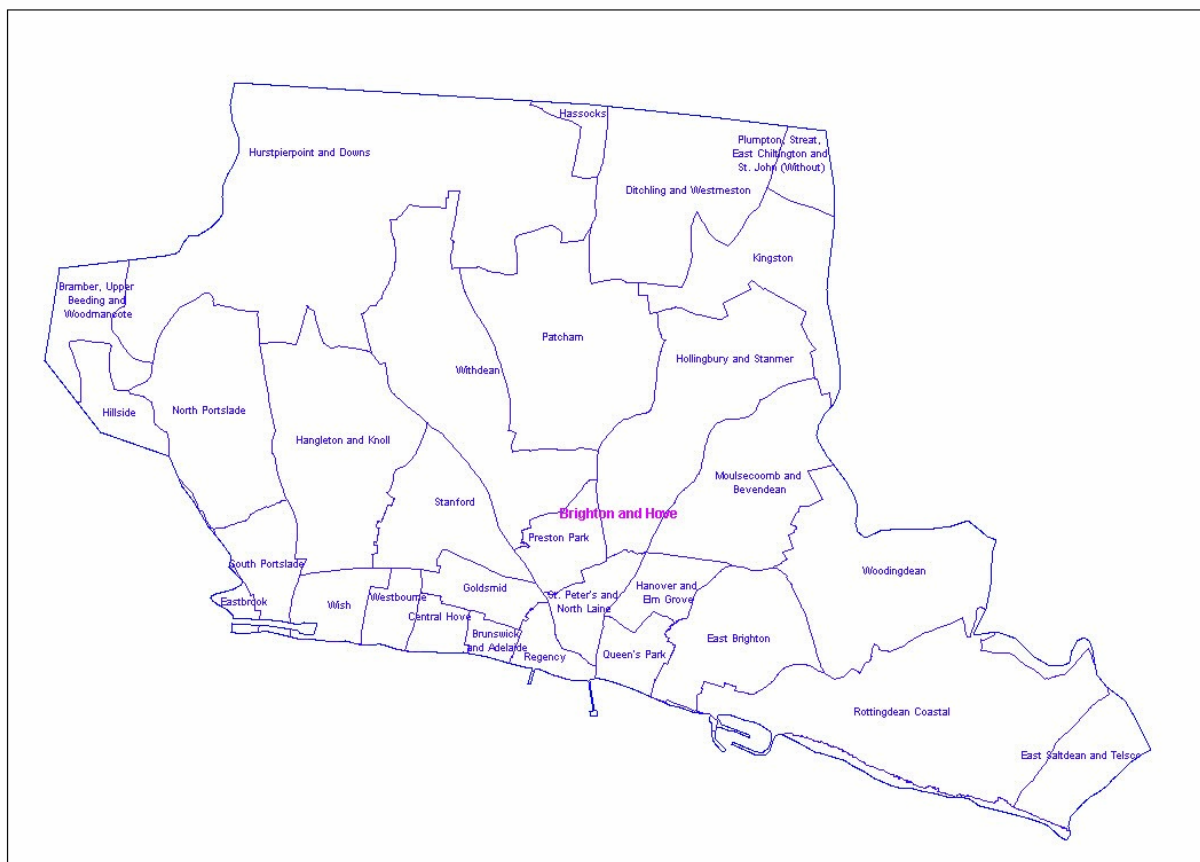 Hassocks
Hurstpierpoint and Downs
Plumpton, Streat,
East Chiltington and
St. John (Without)
Ditchling and Westmeston
Kingston
Bramber, Upper
Beeding and
Woodmancote
Patcham
Hollingbury and Stanmer
Withdean
Hillside
North Portslade
Hangleton and Knoll
Moulsecoomb and
Bevendean
Stanford
Brighton and Hove
Preston Park
South Portslade
Woodingdean
Goldsmid
Hanover and
Elm Grove
St. Peter's and
North Laine
Eastbrook
Wish
Westbourne
Central Hove
Brunswick
and Adelaide
East Brighton
Regency
Queen's Park
Rottingdean Coastal
East Saltdean and Telsco